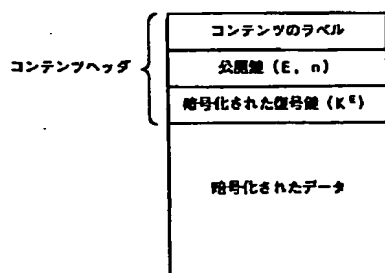 コンテンツのラベル
コンテンツヘッダ
公開鍵 (E, n)
暗号化された復号鍵 (Kᴱ)
暗号化されたデータ